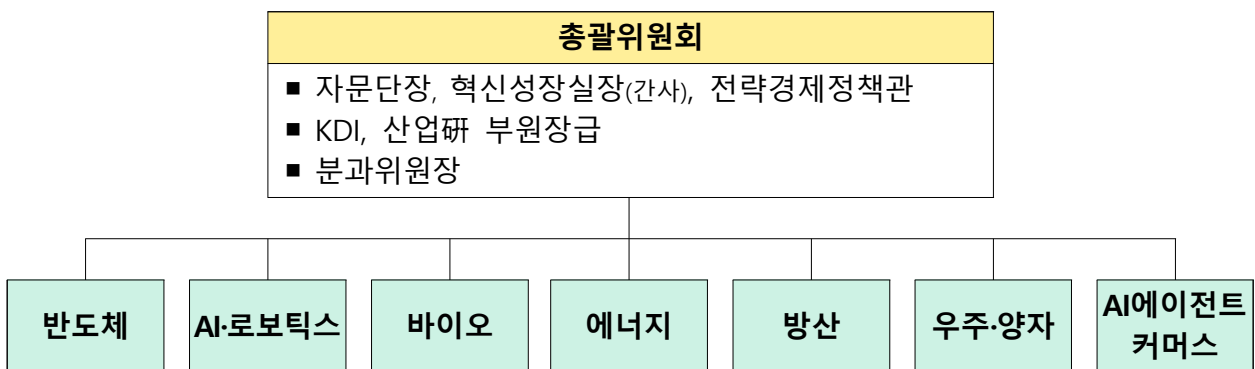 총괄위원회
▪ 자문단장, 혁신성장실장(간사), 전략경제정책관
▪ KDI, 산업硏 부원장급
▪ 분과위원장
반도체
AI·로보틱스
바이오
에너지
방산
우주·양자
AI에이전트
커머스